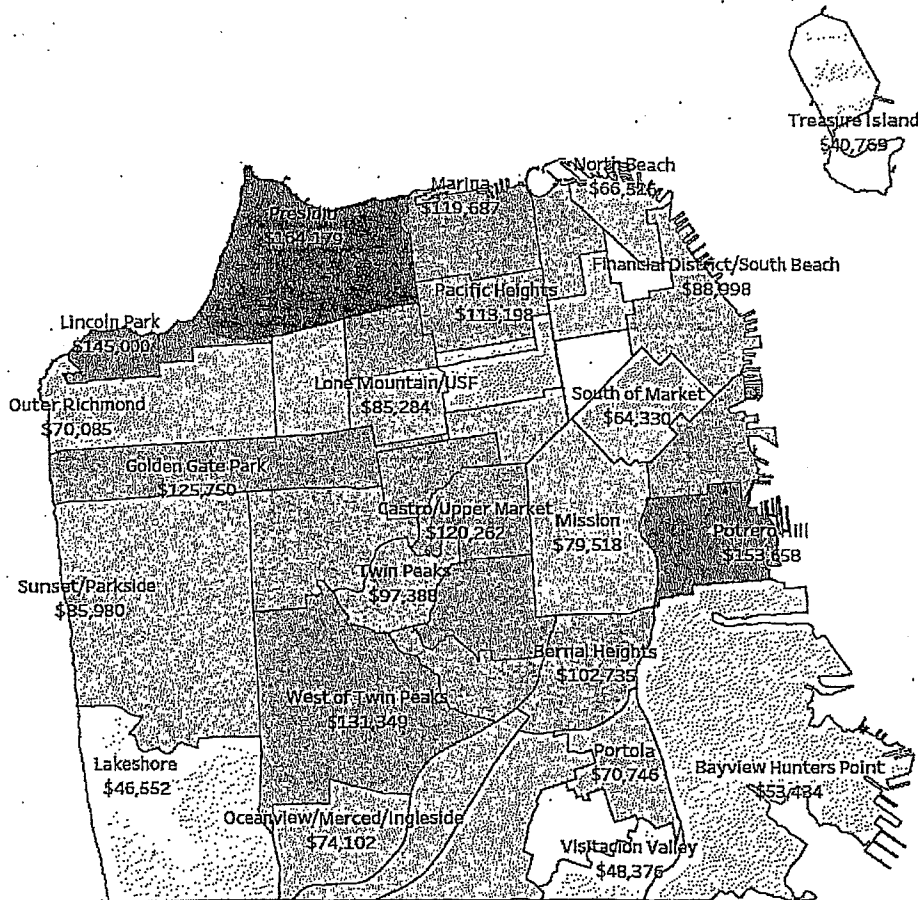 Treasure Island
$40,769
North Beach
Marina
$119,687
Presidio
$164,179
Financial District/South Beach
$88,998
Pacific Heights
$113,198
Lincoln Park
$145,000
Lone Mountain/USF
$85,284
South of Market
$64,330
Outer Richmond
$70,085
Golden Gate Park
$125,750
Castro/Upper Market
$120,262
Mission
$79,518
Potrero Hill
$153,658
Twin Peaks
$97,388
Sunset/Parkside
$85,980
Bernal Heights
$102,735
West of Twin Peaks
$131,349
Lakeshore
$46,552
Portola
$70,746
Bayview Hunters Point
$53,434
Oceanview/Merced/Ingleside
$74,102
Visitacion Valley
$48,376